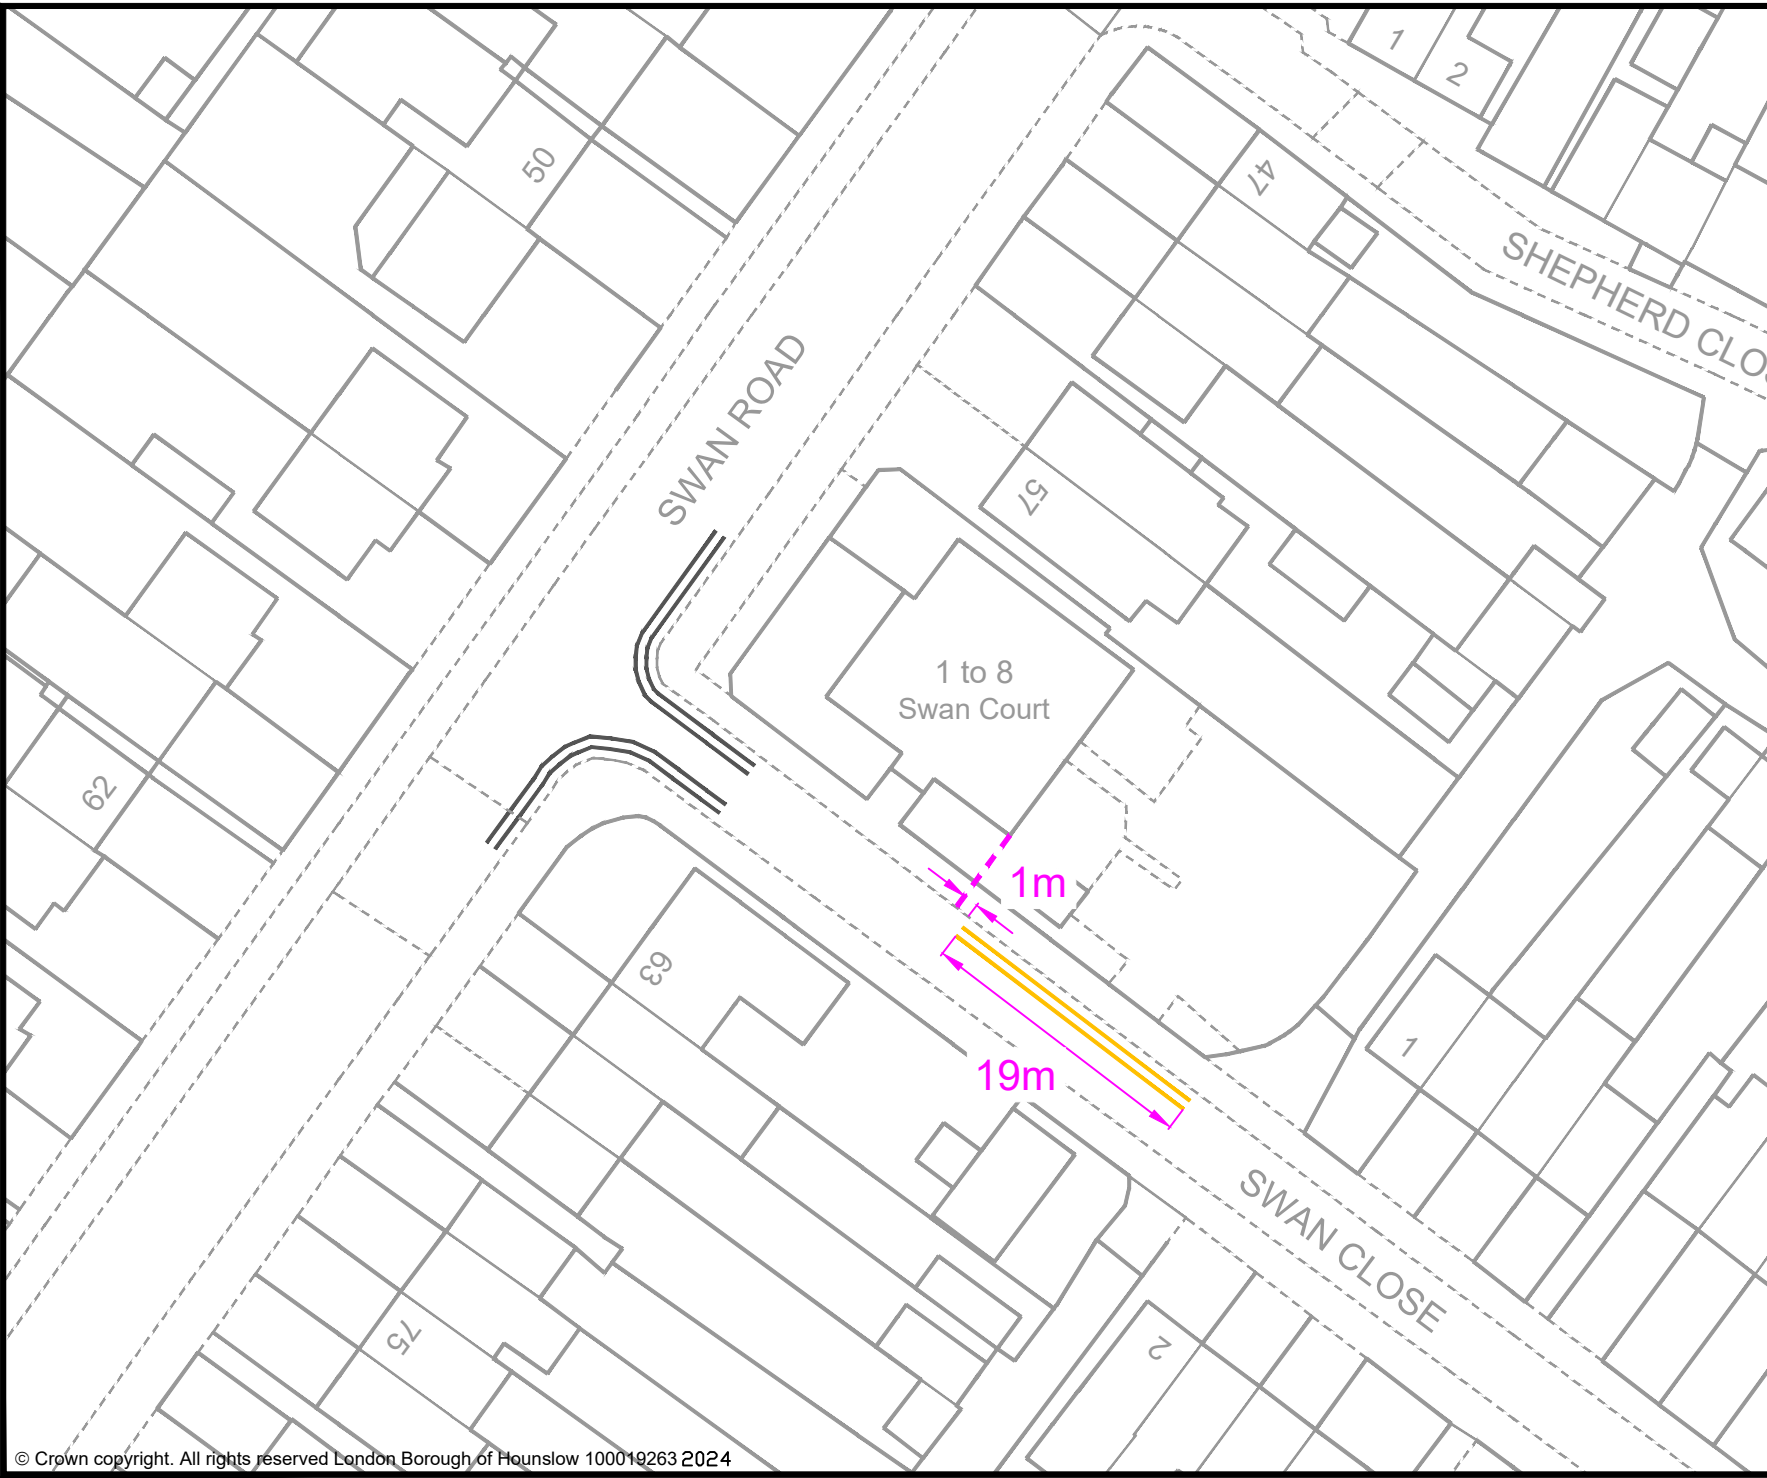 1
2
50
47
SHEPHERD CLOS
SWAN ROAD
57
1 to 8
Swan Court
62
1m
63
19m
1
SWAN CLOSE
75
2
© Crown copyright. All rights reserved London Borough of Hounslow 100019263 2024